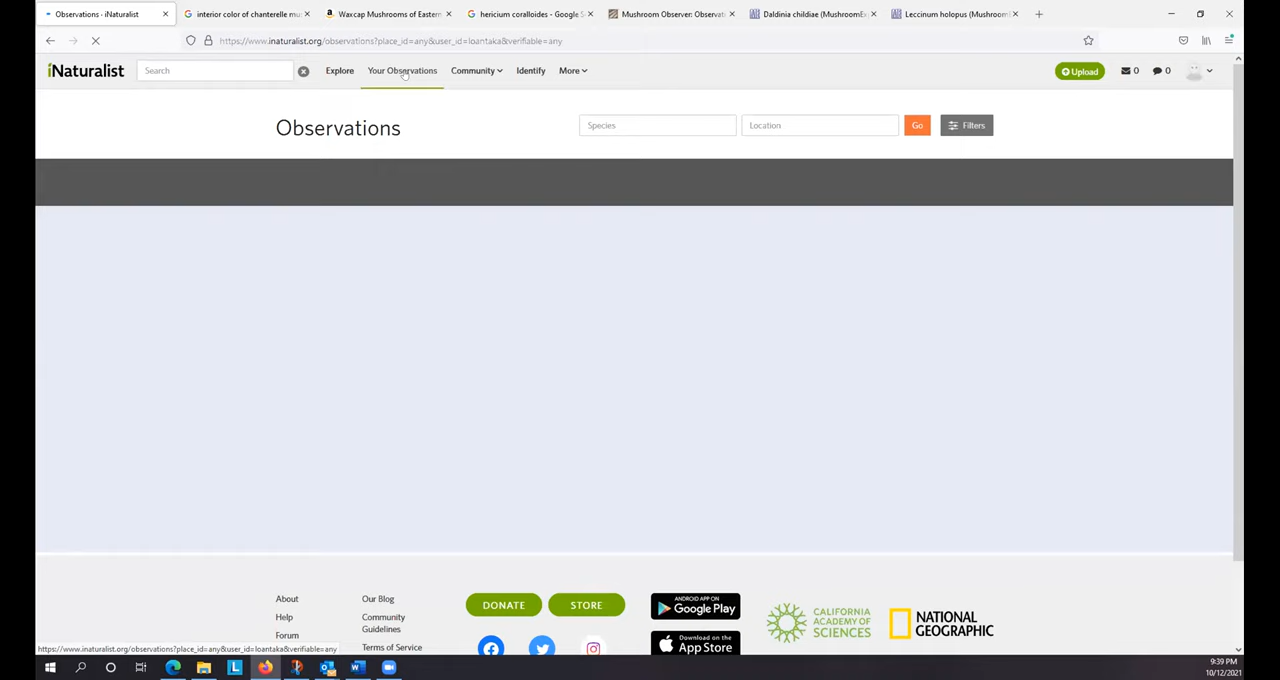 Observations - iNaturalist
interior color of chanterelle mu
Waxcap Mushrooms of Eastern
hericium coralloides - Google S
Mushroom Observer: Observat
Daldinia childiae (MushroomEx
Leccinum holopus (Mushroom
https://www.inaturalist.org/observations?place_id=any&user_id=loantaka&verifiable=any
iNaturalist
Search
Explore
Your Observations
Community
Identify
More
Upload
0
0
Observations
Species
Location
Go
Filters
About
Our Blog
DONATE
STORE
ANDROID APP ON
Google Play
CALIFORNIA
ACADEMY OF
SCIENCES
NATIONAL
GEOGRAPHIC
Help
Community
Guidelines
Forum
Terms of Service
Download on the
App Store
https://www.inaturalist.org/observations?place_id=any&user_id=loantaka&verifiable=any
9:39 PM
10/12/2021